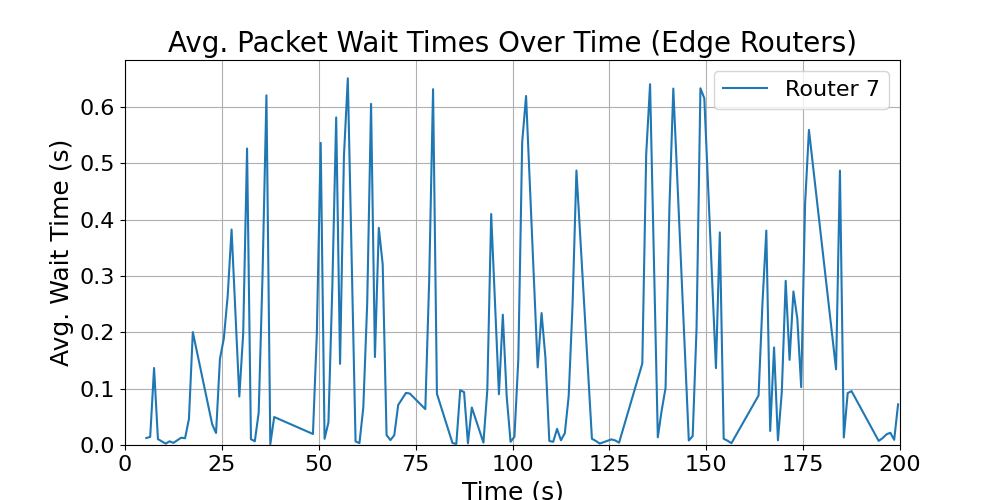 Avg. Packet Wait Times Over Time (Edge Routers)
Router 7
Avg. Wait Time (s)
0.6
0.5
0.4
0.3
0.2
0.1
0.0
0 25 50 75 100 125 150 175 200
Time (s)